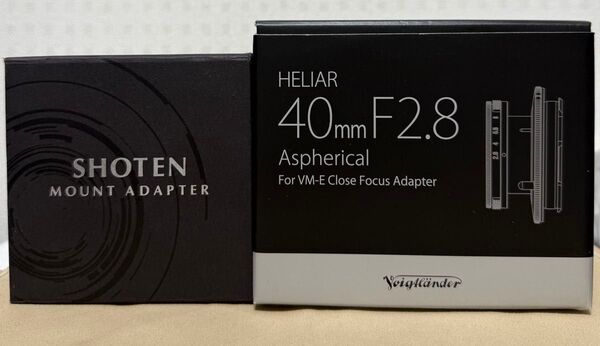 SHOTEN
MOUNT ADAPTER
HELIAR
40mm F2.8
Aspherical
For VM-E Close Focus Adapter
Voigtländer